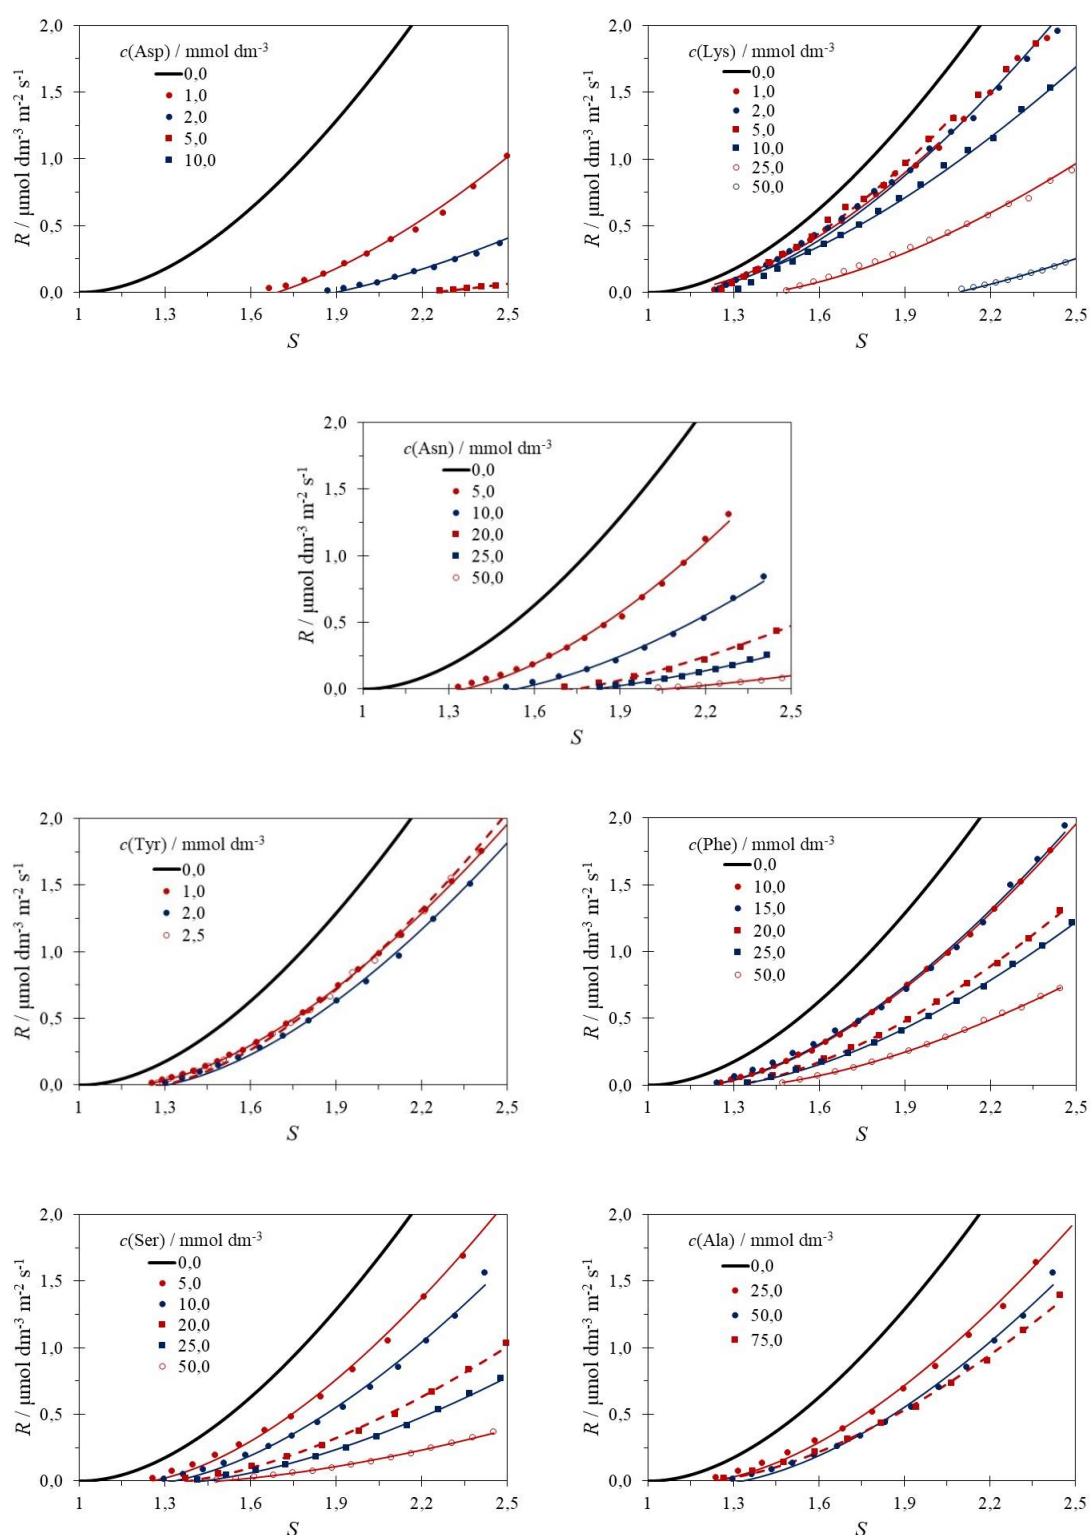 c(Asp) / mmol dm-3
0,0
1,0
2,0
5,0
10,0
R / µmol dm-3 m-2 s-1
2,0
1,5
1,0
0,5
0,0
1 1,3 1,6 1,9 2,2 2,5
S
c(Lys) / mmol dm-3
0,0
1,0
2,0
5,0
10,0
25,0
50,0
R / µmol dm-3 m-2 s-1
2,0
1,5
1,0
0,5
0,0
1 1,3 1,6 1,9 2,2 2,5
S
c(Asn) / mmol dm-3
0,0
5,0
10,0
20,0
25,0
50,0
R / µmol dm-3 m-2 s-1
2,0
1,5
1,0
0,5
0,0
1 1,3 1,6 1,9 2,2 2,5
S
c(Tyr) / mmol dm-3
0,0
1,0
2,0
2,5
R / µmol dm-3 m-2 s-1
2,0
1,5
1,0
0,5
0,0
1 1,3 1,6 1,9 2,2 2,5
S
c(Phe) / mmol dm-3
0,0
10,0
15,0
20,0
25,0
50,0
R / µmol dm-3 m-2 s-1
2,0
1,5
1,0
0,5
0,0
1 1,3 1,6 1,9 2,2 2,5
S
c(Ser) / mmol dm-3
0,0
5,0
10,0
20,0
25,0
50,0
R / µmol dm-3 m-2 s-1
2,0
1,5
1,0
0,5
0,0
1 1,3 1,6 1,9 2,2 2,5
S
c(Ala) / mmol dm-3
0,0
25,0
50,0
75,0
R / µmol dm-3 m-2 s-1
2,0
1,5
1,0
0,5
0,0
1 1,3 1,6 1,9 2,2 2,5
S